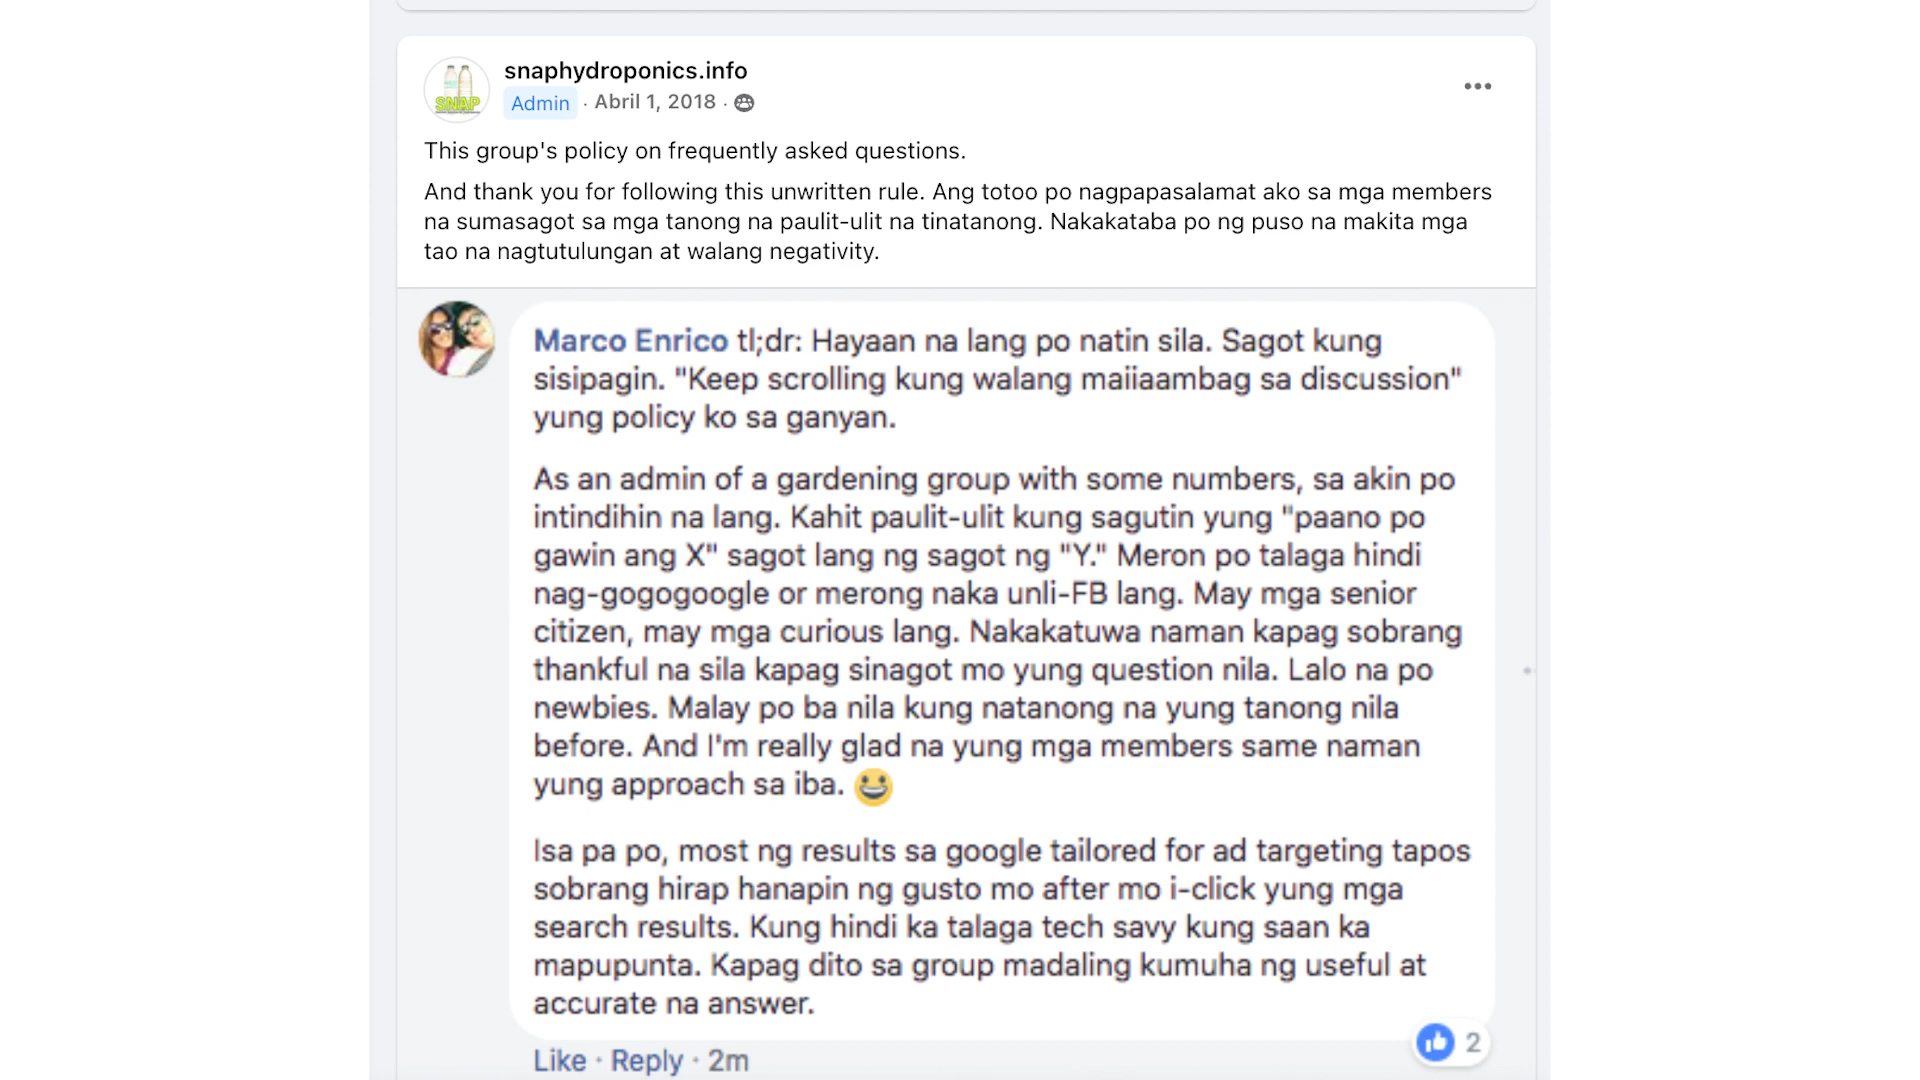 snaphydroponics.info
Admin · Abril 1, 2018 ·
This group's policy on frequently asked questions.
And thank you for following this unwritten rule. Ang totoo po nagpapasalamat ako sa mga members
na sumasagot sa mga tanong na paulit-ulit na tinatanong. Nakakataba po ng puso na makita mga
tao na nagtutulungan at walang negativity.
Marco Enrico tl;dr: Hayaan na lang po natin sila. Sagot kung
sisipagin. "Keep scrolling kung walang maiiaambag sa discussion"
yung policy ko sa ganyan.
As an admin of a gardening group with some numbers, sa akin po
intindihin na lang. Kahit paulit-ulit kung sagutin yung "paano po
gawin ang X" sagot lang ng sagot ng "Y." Meron po talaga hindi
nag-gogogoogle or merong naka unli-FB lang. May mga senior
citizen, may mga curious lang. Nakakatuwa naman kapag sobrang
thankful na sila kapag sinagot mo yung question nila. Lalo na po
newbies. Malay po ba nila kung natanong na yung tanong nila
before. And I'm really glad na yung mga members same naman
yung approach sa iba. 😀
Isa pa po, most ng results sa google tailored for ad targeting tapos
sobrang hirap hanapin ng gusto mo after mo i-click yung mga
search results. Kung hindi ka talaga tech savy kung saan ka
mapupunta. Kapag dito sa group madaling kumuha ng useful at
accurate na answer.
2
Like · Reply · 2m
SNAP